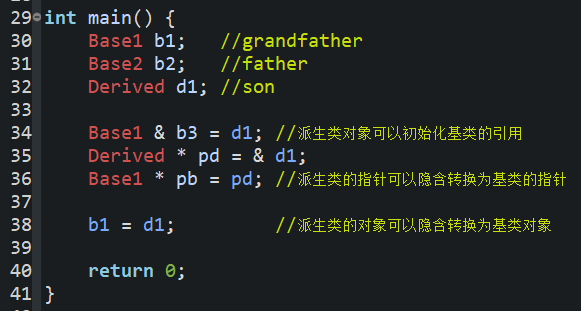 29 int main() {
30 Base1 b1; //grandfather
31 Base2 b2; //father
32 Derived d1; //son
33
34 Base1 & b3 = d1; //派生类对象可以初始化基类的引用
35 Derived * pd = & d1;
36 Base1 * pb = pd; //派生类的指针可以隐含转换为基类的指针
37
38 b1 = d1; //派生类的对象可以隐含转换为基类对象
39
40 return 0;
41 }